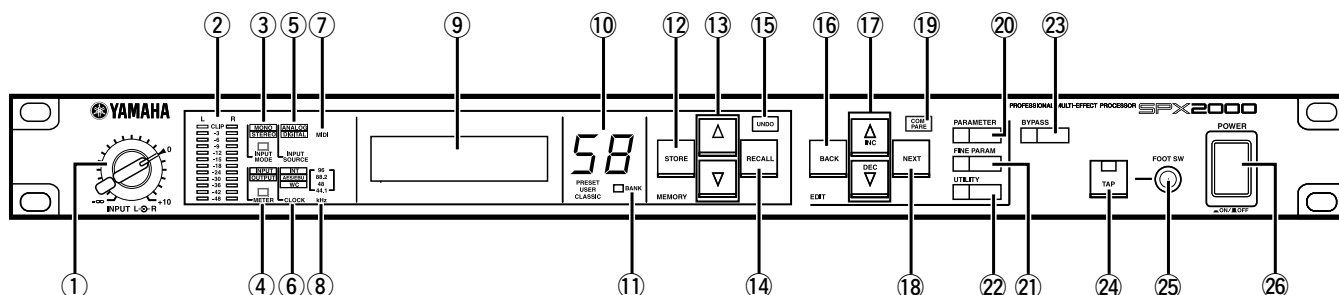 ② ③ ⑤ ⑦ ⑨ ⑩ ⑫ ⑬ ⑮ ⑯ ⑰ ⑲ ⑳ ㉓
YAMAHA
L R
CLIP
-3
-6
-9
-12
-15
-18
-24
-30
-36
-42
-48
MONO
STEREO
INPUT
MODE
ANALOG
DIGITAL
INPUT
SOURCE
MIDI
INPUT
OUTPUT
METER
INT
AES/EBU
WC
CLOCK
96
88.2
48
44.1
kHz
0
-∞ +10
INPUT L R
58
PRESET
USER
CLASSIC
BANK
STORE
RECALL
UNDO
MEMORY
BACK
INC
DEC
NEXT
COM
PARE
EDIT
PROFESSIONAL MULTI-EFFECT PROCESSOR SPX2000
PARAMETER
FINE PARAM
UTILITY
BYPASS
TAP
FOOT SW
POWER
ON/ OFF
① ④ ⑥ ⑧ ⑪ ⑭ ⑱ ㉒ ㉑ ㉔ ㉕ ㉖